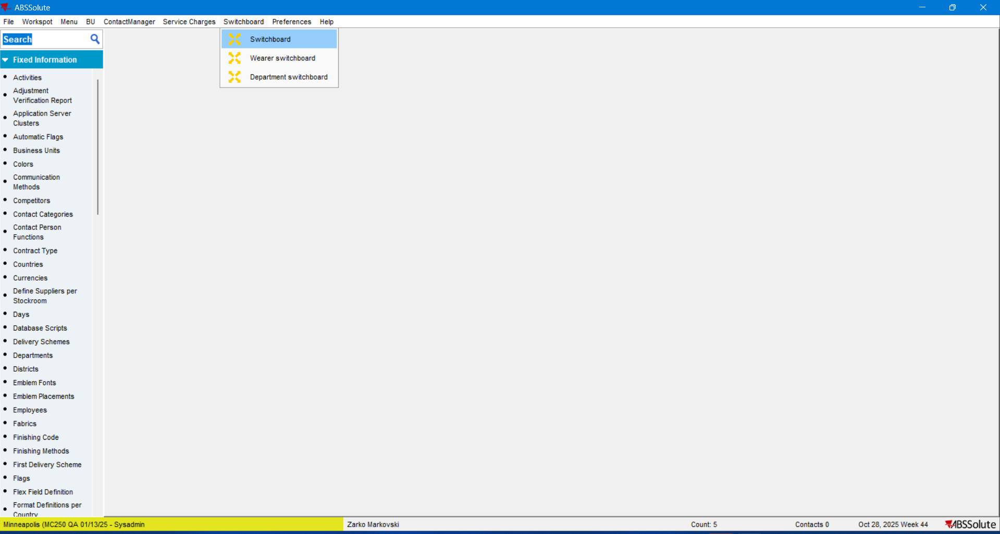 ABSSolute
File Workspot Menu BU ContactManager Service Charges Switchboard Preferences Help
Search
Switchboard
Wearer switchboard
Department switchboard
Fixed Information
Activities
Adjustment
Verification Report
Application Server
Clusters
Automatic Flags
Business Units
Colors
Communication
Methods
Competitors
Contact Categories
Contact Person
Functions
Contract Type
Countries
Currencies
Define Suppliers per
Stockroom
Days
Database Scripts
Delivery Schemes
Departments
Districts
Emblem Fonts
Emblem Placements
Employees
Fabrics
Finishing Code
Finishing Methods
First Delivery Scheme
Flags
Flex Field Definition
Format Definitions per
Country
Minneapolis (MC250 QA 01/13/25 - Sysadmin Zarko Markovski Count: 5 Contacts 0 Oct 28, 2025 Week 44 ABSSolute